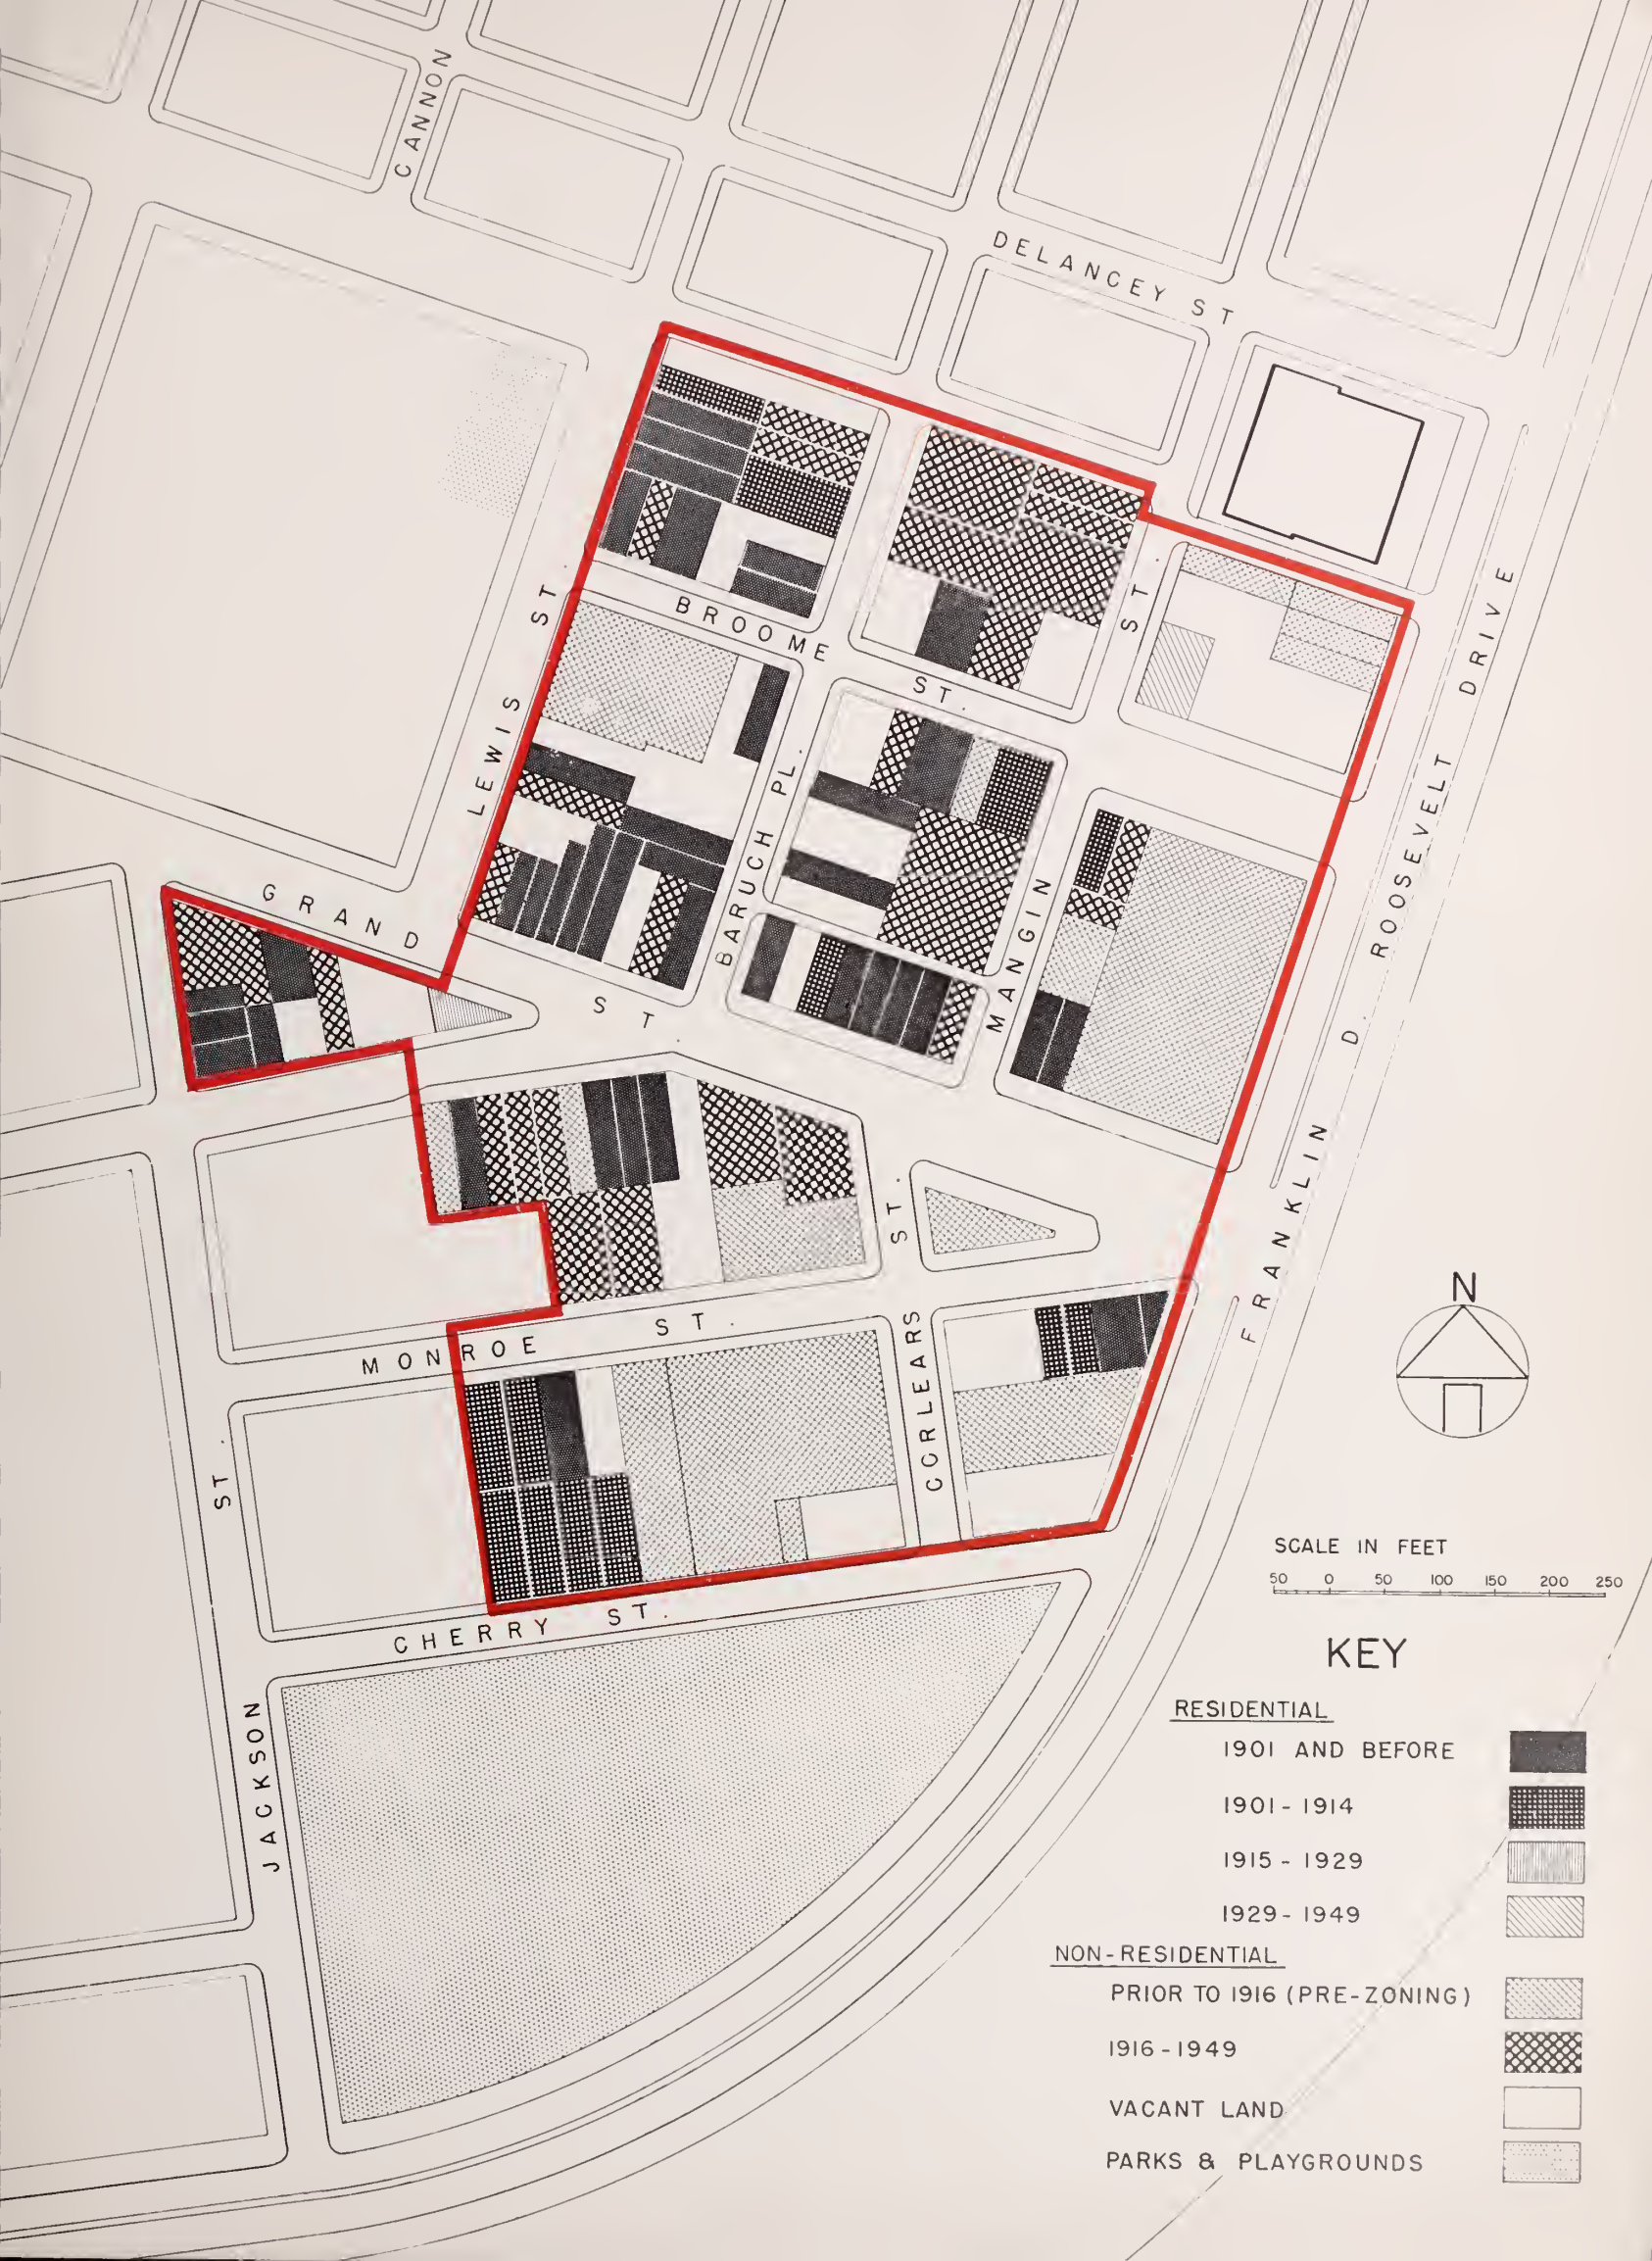 CANNON
DELANCEY ST
BROOME ST.
LEWIS ST.
BARUCH PL.
MANGIN ST.
GRAND ST
FRANKLIN D. ROOSEVELT DRIVE
MONROE ST.
CORLEARS ST.
CHERRY ST.
JACKSON ST.
N
SCALE IN FEET
50 0 50 100 150 200 250
KEY
RESIDENTIAL
1901 AND BEFORE
1901 - 1914
1915 - 1929
1929 - 1949
NON-RESIDENTIAL
PRIOR TO 1916 (PRE-ZONING)
1916 - 1949
VACANT LAND
PARKS & PLAYGROUNDS